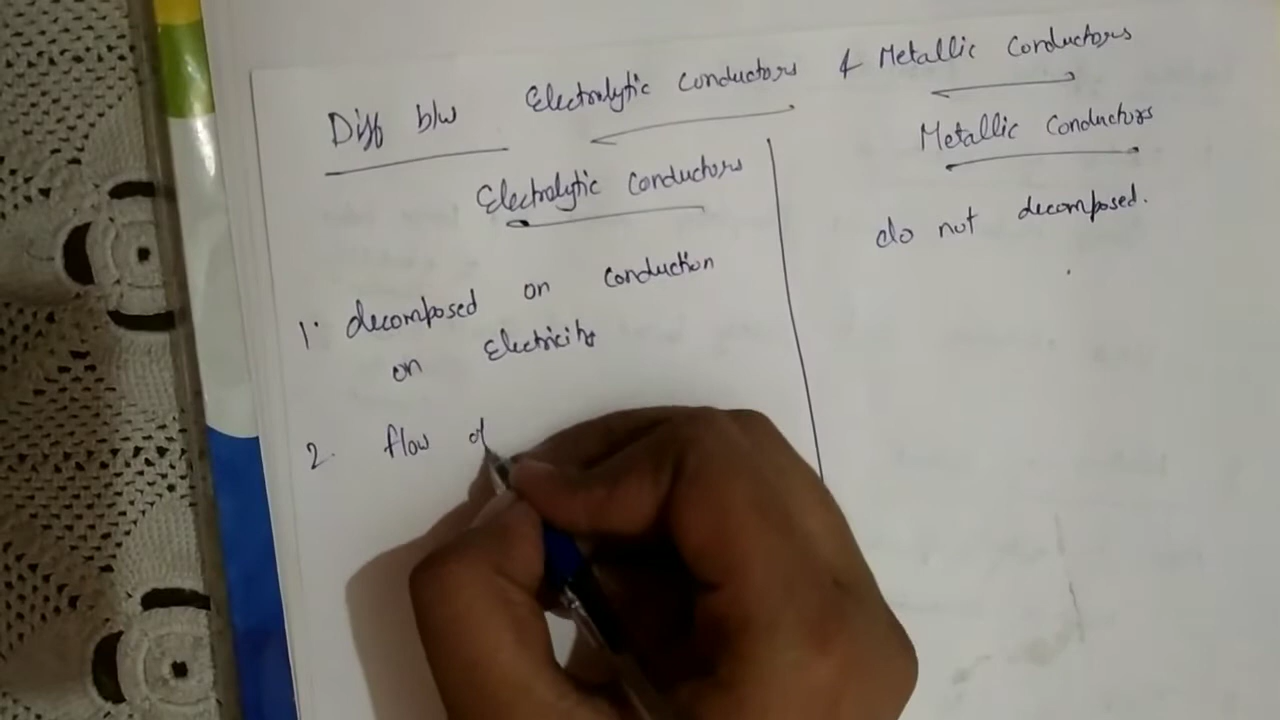 Diff b/w Electrolytic Conductors & Metallic Conductors
Electrolytic Conductors
Metallic Conductors
1. decomposed on conduction
on Electricity
do not decomposed.
2. flow of